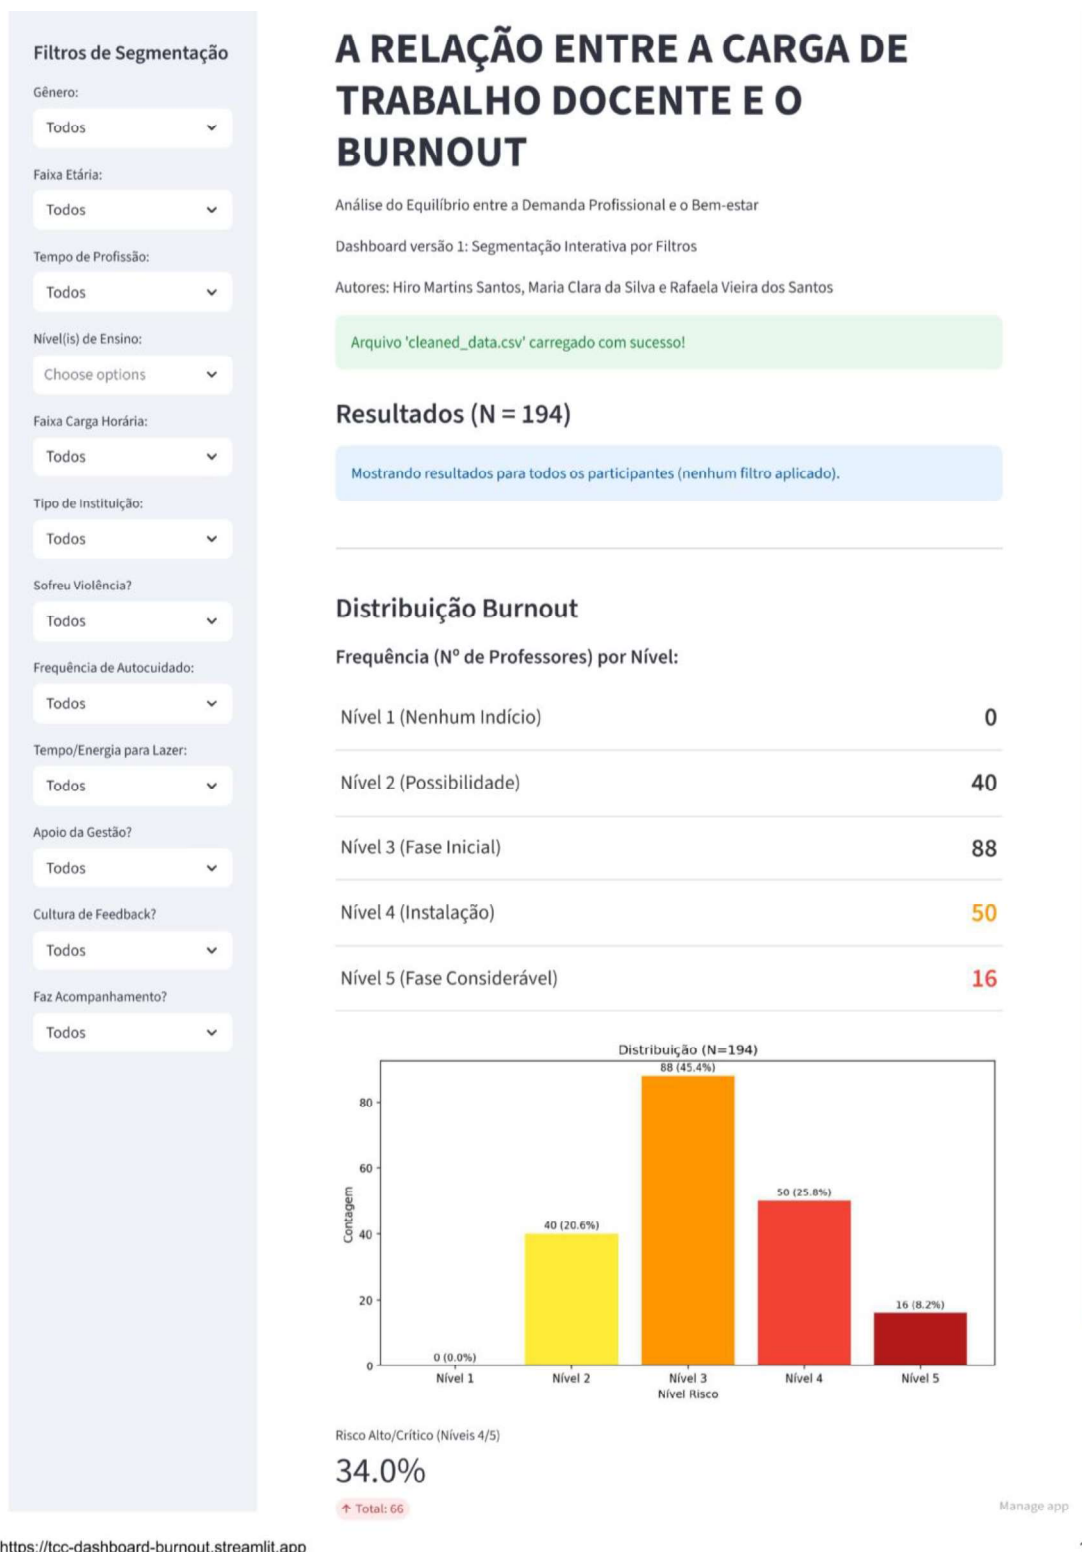 Filtros de Segmentação
Gênero:
Todos
Faixa Etária:
Todos
Tempo de Profissão:
Todos
Nível(is) de Ensino:
Choose options
Faixa Carga Horária:
Todos
Tipo de Instituição:
Todos
Sofreu Violência?
Todos
Frequência de Autocuidado:
Todos
Tempo/Energia para Lazer:
Todos
Apoio da Gestão?
Todos
Cultura de Feedback?
Todos
Faz Acompanhamento?
Todos
A RELAÇÃO ENTRE A CARGA DE
TRABALHO DOCENTE E O
BURNOUT
Análise do Equilíbrio entre a Demanda Profissional e o Bem-estar
Dashboard versão 1: Segmentação Interativa por Filtros
Autores: Hiro Martins Santos, Maria Clara da Silva e Rafaela Vieira dos Santos
Arquivo 'cleaned_data.csv' carregado com sucesso!
Resultados (N = 194)
Mostrando resultados para todos os participantes (nenhum filtro aplicado).
Distribuição Burnout
Frequência (Nº de Professores) por Nível:
Nível 1 (Nenhum Indício) 0
Nível 2 (Possibilidade) 40
Nível 3 (Fase Inicial) 88
Nível 4 (Instalação) 50
Nível 5 (Fase Considerável) 16
Distribuição (N=194)
88 (45.4%)
80
60
50 (25.8%)
Contagem
40 (20.6%)
40
20
16 (8.2%)
0 (0.0%)
0
Nível 1 Nível 2 Nível 3 Nível 4 Nível 5
Nível Risco
Risco Alto/Crítico (Níveis 4/5)
34.0%
↑ Total: 66
Manage app
https://tcc-dashboard-burnout.streamlit.app